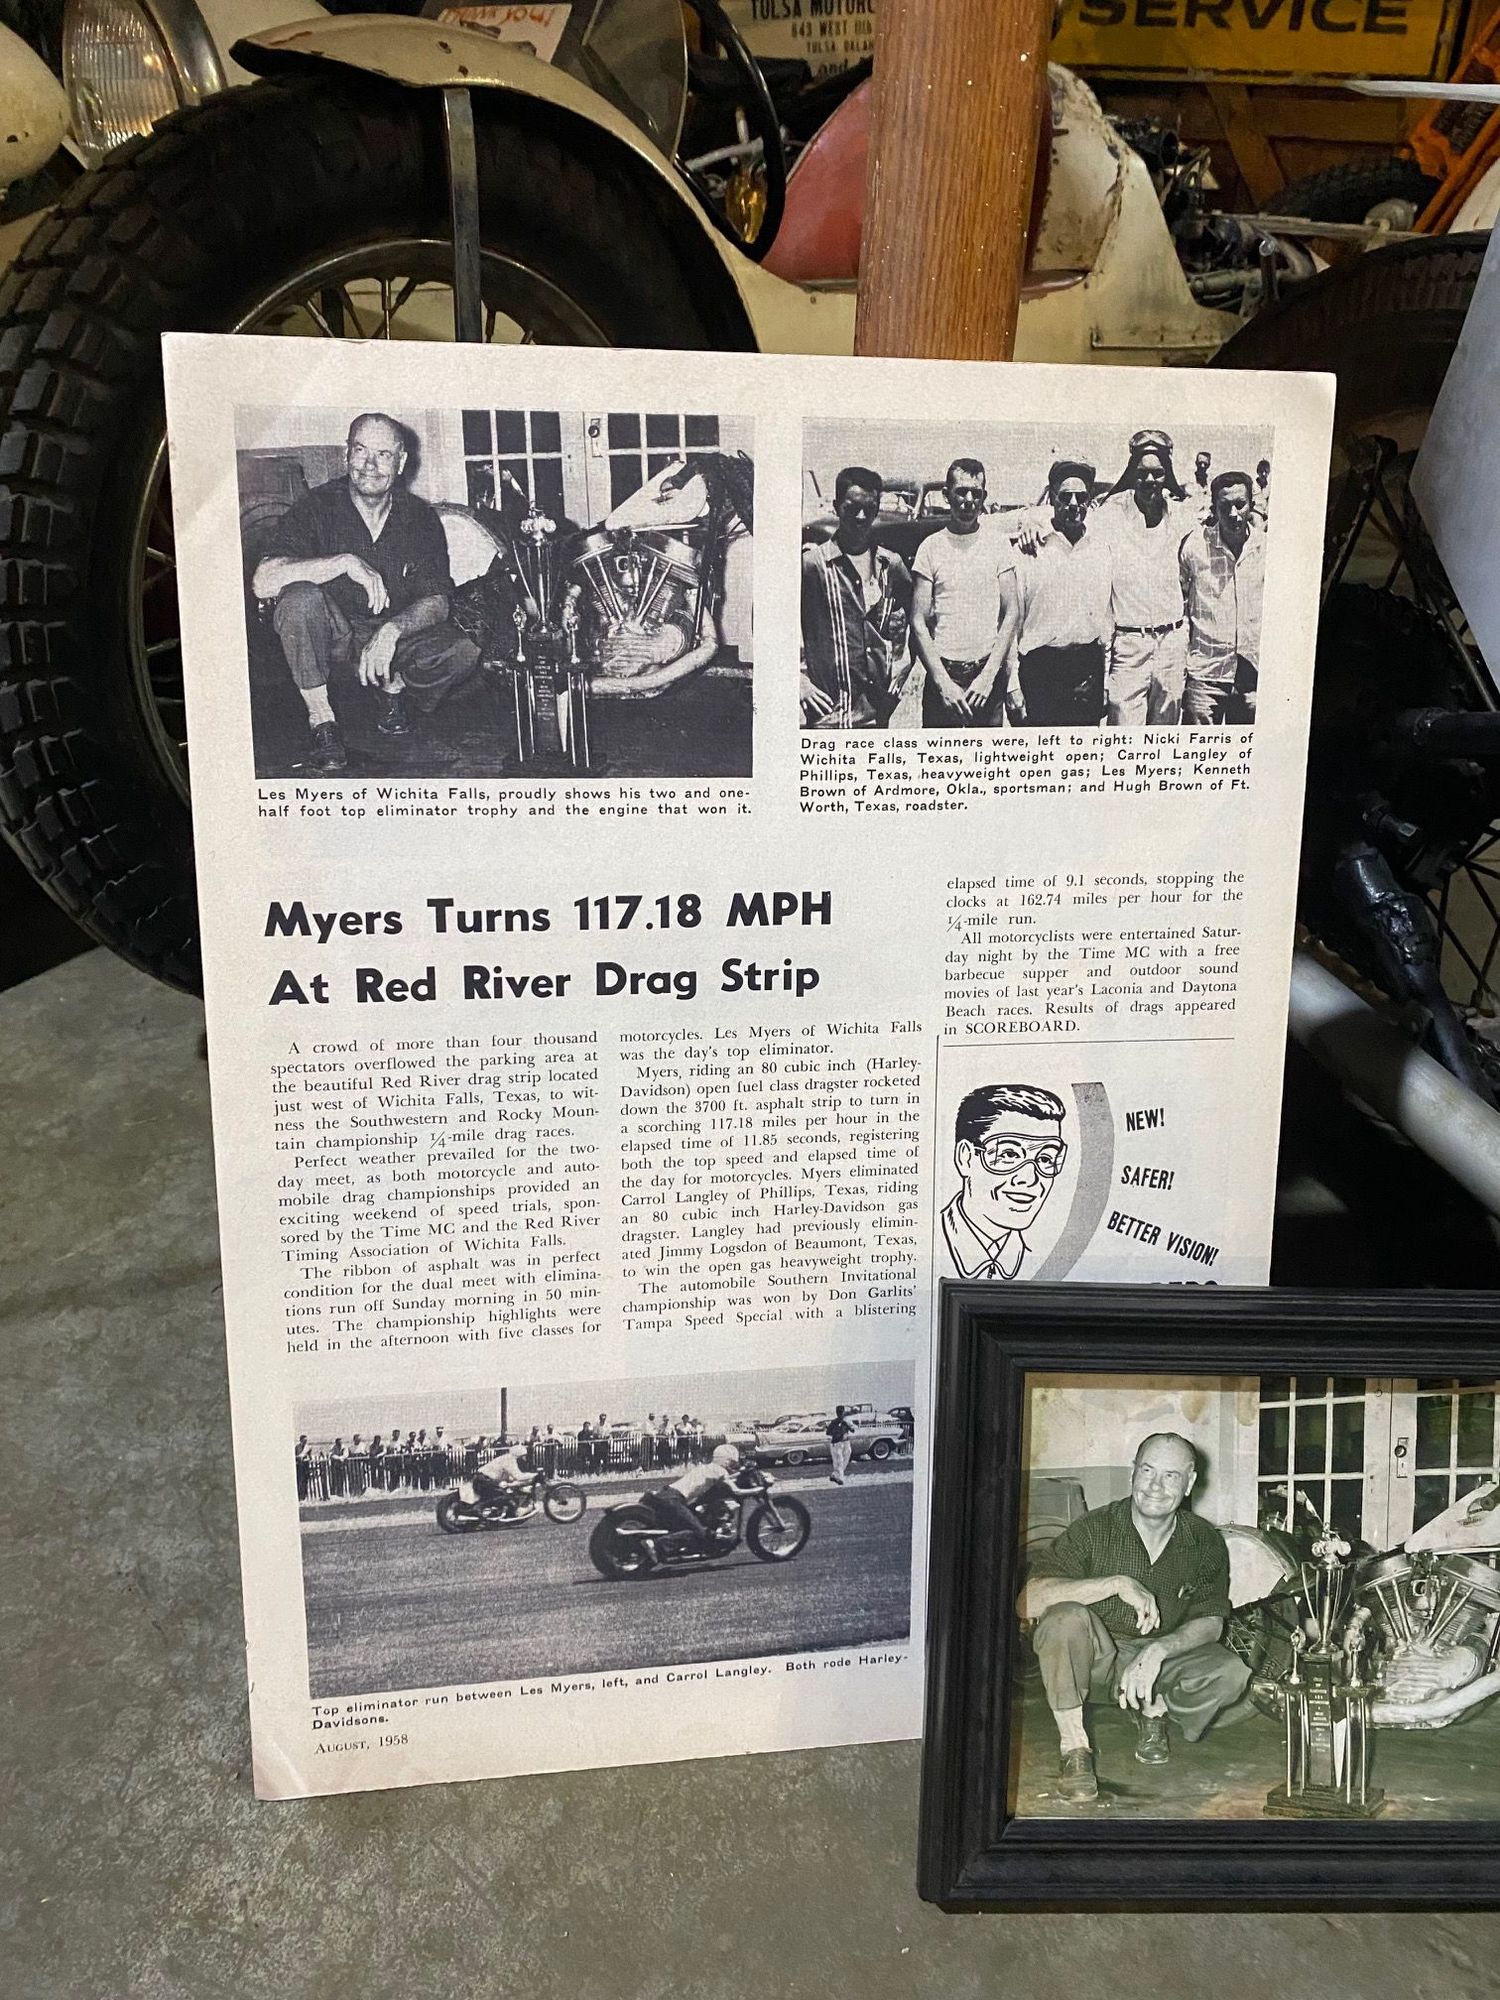 TULSA MOTORC
SERVICE
Les Myers of Wichita Falls, proudly shows his two and one-
half foot top eliminator trophy and the engine that won it.
Drag race class winners were, left to right: Nicki Farris of
Wichita Falls, Texas, lightweight open; Carrol Langley of
Phillips, Texas, heavyweight open gas; Les Myers; Kenneth
Brown of Ardmore, Okla., sportsman; and Hugh Brown of Ft.
Worth, Texas, roadster.
Myers Turns 117.18 MPH
At Red River Drag Strip
A crowd of more than four thousand
spectators overflowed the parking area at
the beautiful Red River drag strip located
just west of Wichita Falls, Texas, to wit-
ness the Southwestern and Rocky Moun-
tain championship 1/4-mile drag races.
Perfect weather prevailed for the two-
day meet, as both motorcycle and auto-
mobile drag championships provided an
exciting weekend of speed trials, spon-
sored by the Time MC and the Red River
Timing Association of Wichita Falls.
The ribbon of asphalt was in perfect
condition for the dual meet with elimina-
tions run off Sunday morning in 50 min-
utes. The championship highlights were
held in the afternoon with five classes for
motorcycles. Les Myers of Wichita Falls
was the day's top eliminator.
Myers, riding an 80 cubic inch (Harley-
Davidson) open fuel class dragster rocketed
down the 3700 ft. asphalt strip to turn in
a scorching 117.18 miles per hour in the
elapsed time of 11.85 seconds, registering
both the top speed and elapsed time of
the day for motorcycles. Myers eliminated
Carrol Langley of Phillips, Texas, riding
an 80 cubic inch Harley-Davidson gas
dragster. Langley had previously elimin-
ated Jimmy Logsdon of Beaumont, Texas,
to win the open gas heavyweight trophy.
The automobile Southern Invitational
championship was won by Don Garlits'
Tampa Speed Special with a blistering
elapsed time of 9.1 seconds, stopping the
clocks at 162.74 miles per hour for the
1/4-mile run.
All motorcyclists were entertained Satur-
day night by the Time MC with a free
barbecue supper and outdoor sound
movies of last year's Laconia and Daytona
Beach races. Results of drags appeared
in SCOREBOARD.
NEW!
SAFER!
BETTER VISION!
Top eliminator run between Les Myers, left, and Carrol Langley. Both rode Harley-
Davidsons.
AUGUST, 1958